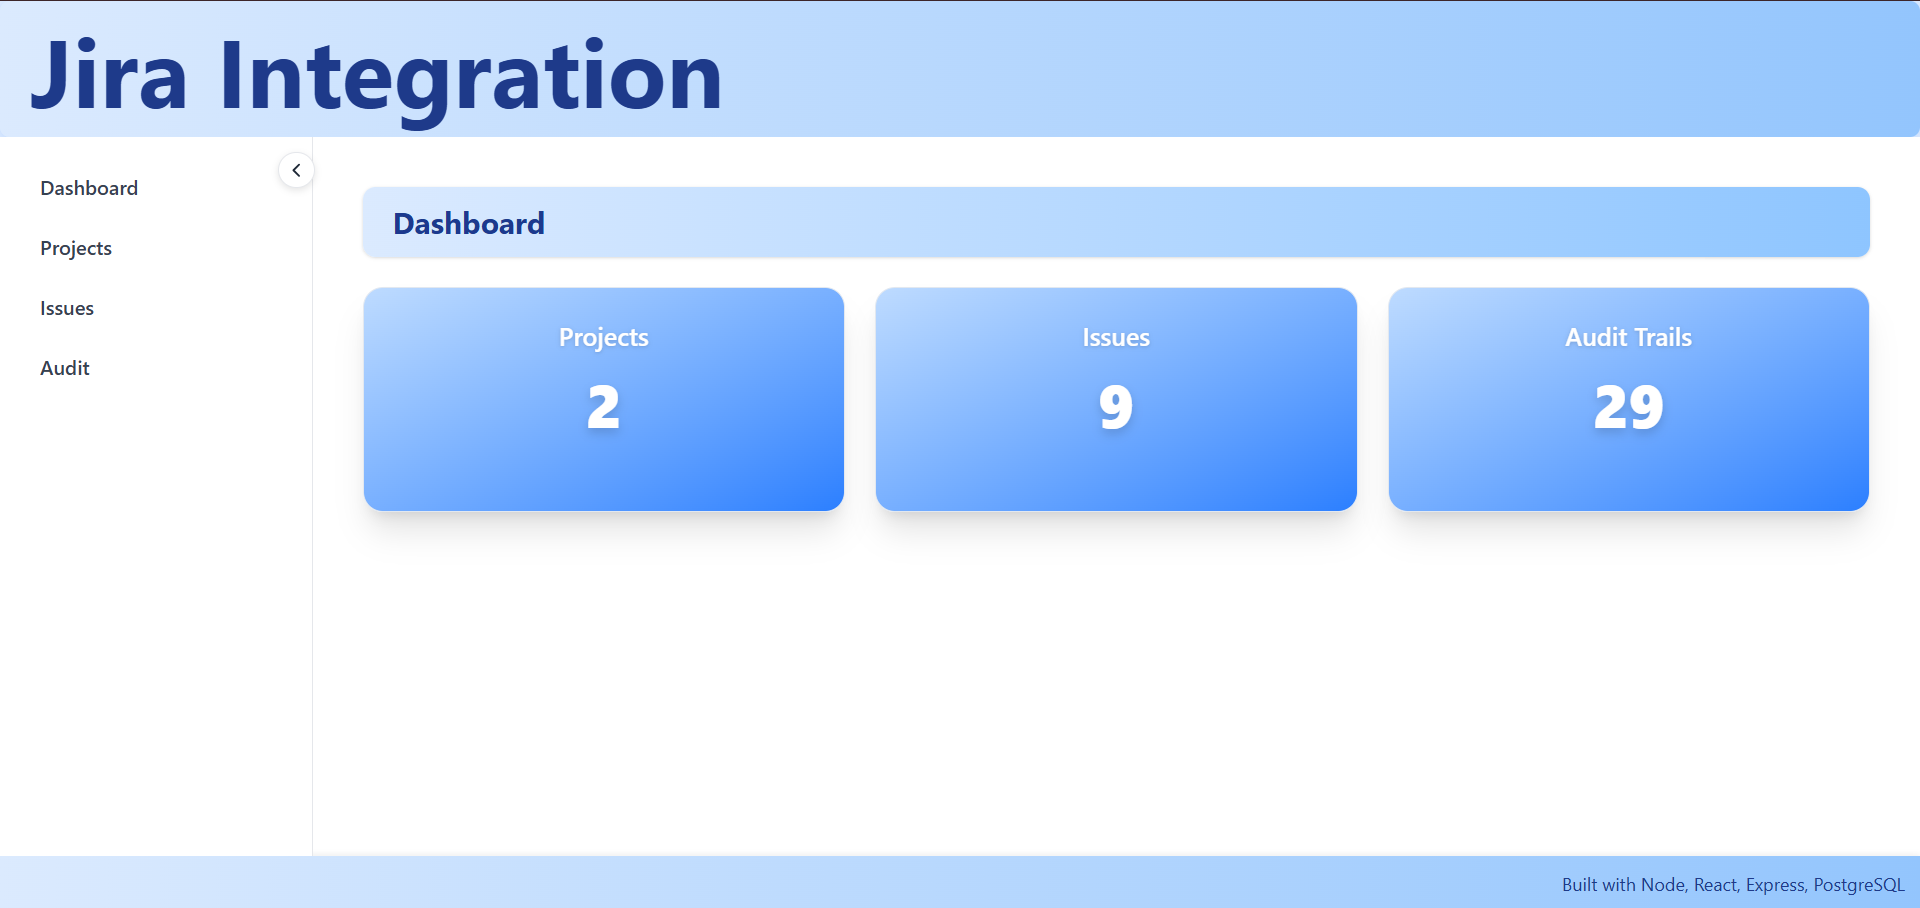 Jira Integration
Dashboard
Projects
Issues
Audit
Dashboard
Projects
2
Issues
9
Audit Trails
29
Built with Node, React, Express, PostgreSQL